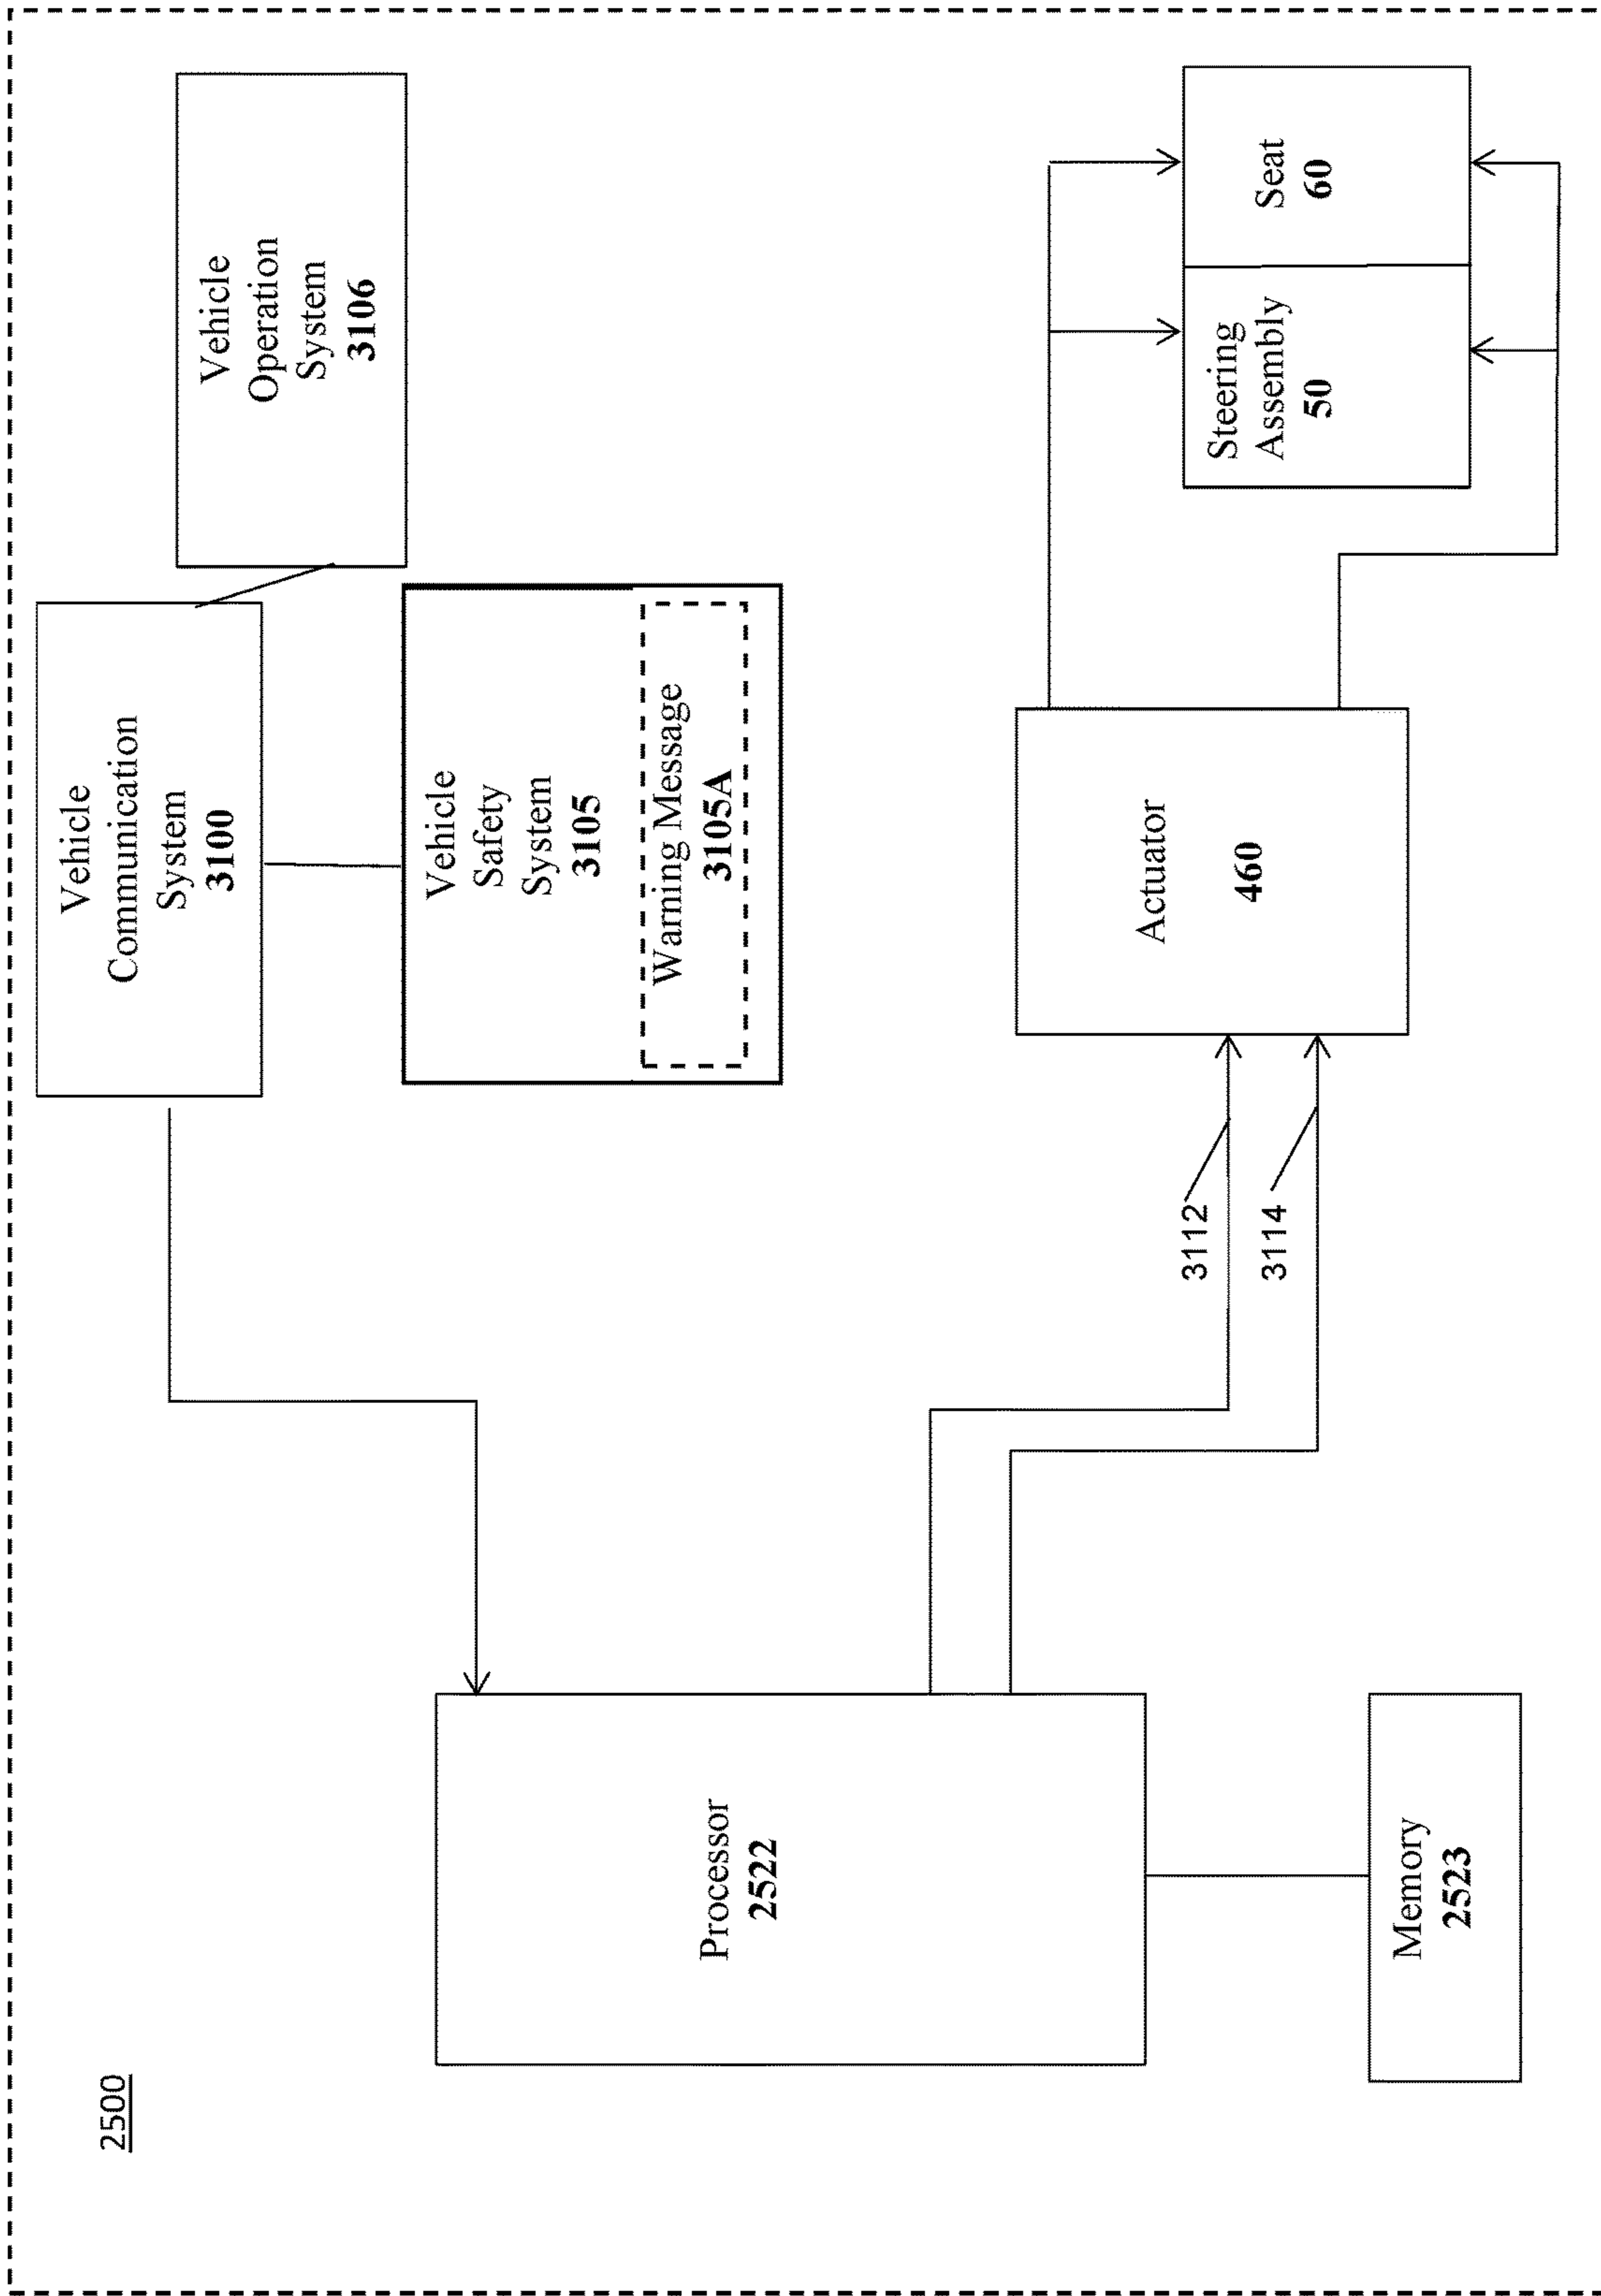 2500
Vehicle
Communication
System
3100
Vehicle
Operation
System
3106
Vehicle
Safety
System
3105
Warning Message
3105A
Processor
2522
Memory
2523
3112
3114
Actuator
460
Steering
Assembly
50
Seat
60